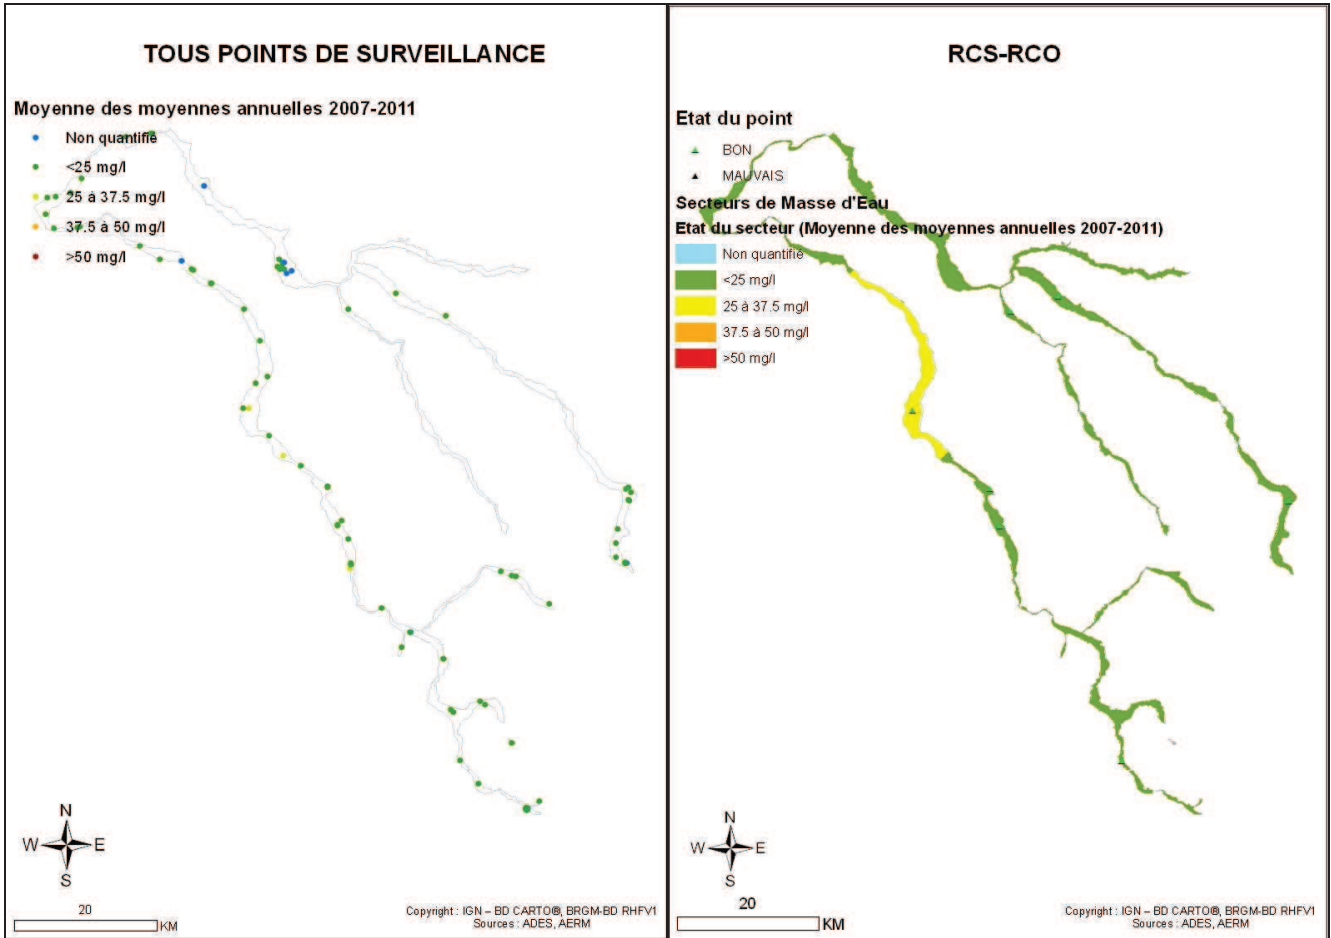 TOUS POINTS DE SURVEILLANCE
Moyenne des moyennes annuelles 2007-2011
Non quantifié
<25 mg/l
25 à 37.5 mg/l
37.5 à 50 mg/l
>50 mg/l
N
W E
S
20
KM
Copyright : IGN – BD CARTO®, BRGM-BD RHFV1
Sources : ADES, AERM
RCS-RCO
Etat du point
BON
MAUVAIS
Secteurs de Masse d'Eau
Etat du secteur (Moyenne des moyennes annuelles 2007-2011)
Non quantifié
<25 mg/l
25 à 37.5 mg/l
37.5 à 50 mg/l
>50 mg/l
N
W E
S
20
KM
Copyright : IGN – BD CARTO®, BRGM-BD RHFV1
Sources : ADES, AERM